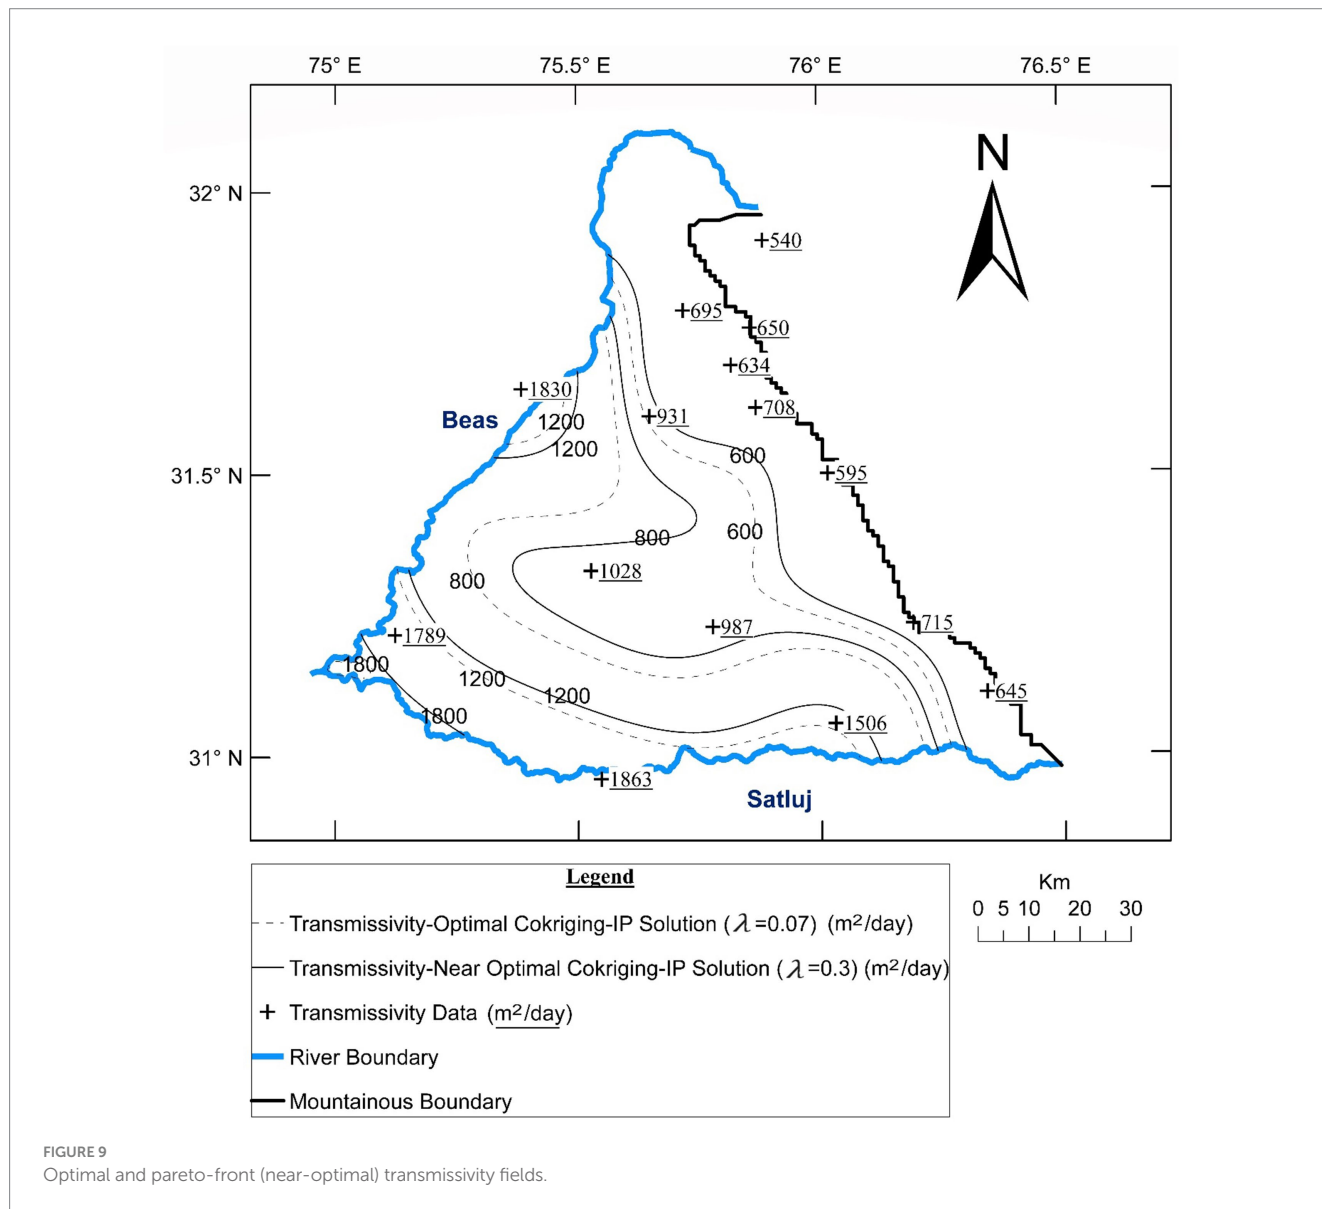 75° E 75.5° E 76° E 76.5° E
N
32° N
540
695
650
634
1830
708
Beas
1200
931
1200
600
31.5° N
595
600
800
1028
800
987
715
1789
1800
1200
645
1200
1800
1506
31° N
1863
Satluj
Legend
Transmissivity-Optimal Cokriging-IP Solution (λ=0.07) (m²/day)
Transmissivity-Near Optimal Cokriging-IP Solution (λ=0.3) (m²/day)
Transmissivity Data (m²/day)
River Boundary
Mountainous Boundary
Km
0 5 10 20 30
FIGURE 9
Optimal and pareto-front (near-optimal) transmissivity fields.